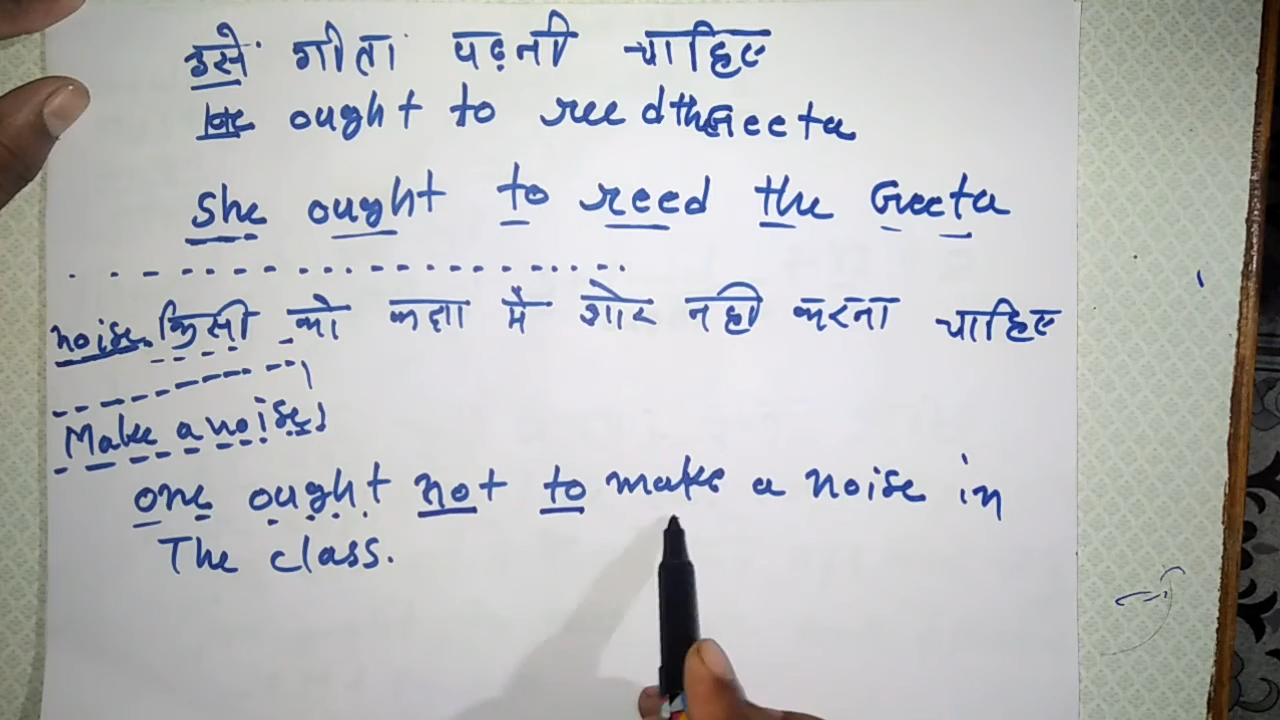 उसे गीता पढ़नी चाहिए
ought to reed the Geeta
She ought to reed the Geeta
noise. किसी को कक्षा में शोर नही करना चाहिए
Make a noise
one ought not to make a noise in
The class.